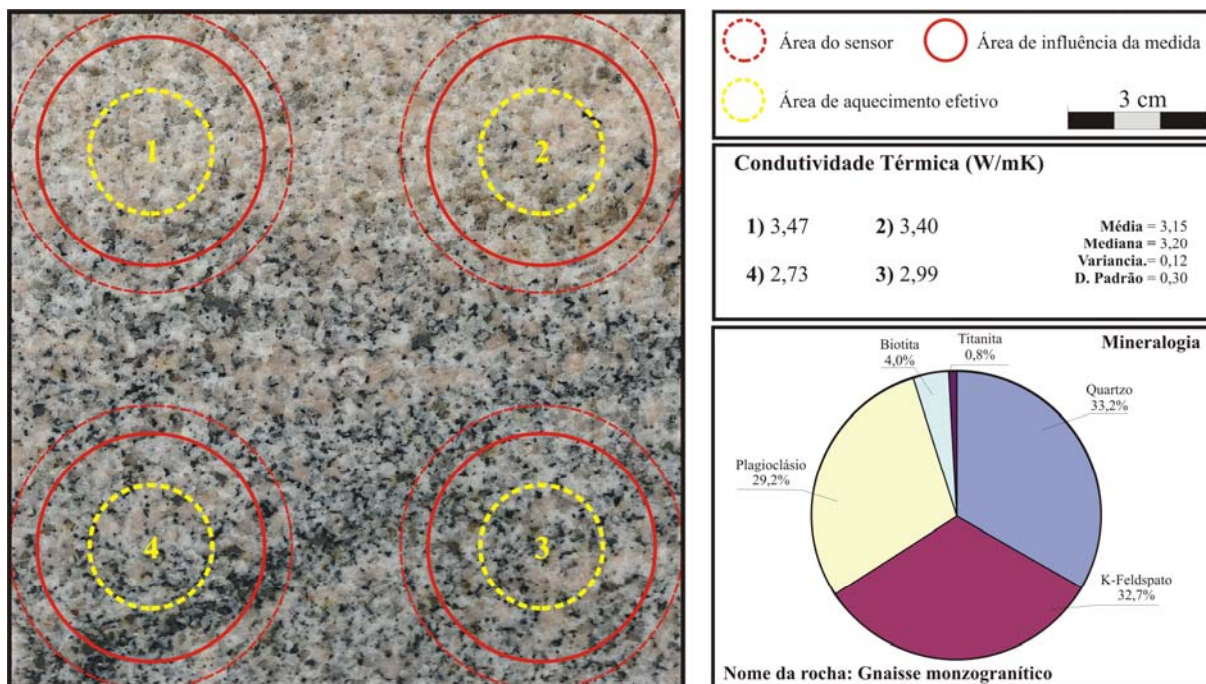 1
2
4
3
Área do sensor
Área de influência da medida
Área de aquecimento efetivo
3 cm
Condutividade Térmica (W/mK)
1) 3,47
2) 3,40
4) 2,73
3) 2,99
Média = 3,15
Mediana = 3,20
Variancia.= 0,12
D. Padrão = 0,30
Mineralogia
Titanita
0,8%
Biotita
4,0%
Quartzo
33,2%
Plagioclásio
29,2%
K-Feldspato
32,7%
Nome da rocha: Gnaisse monzogranítico